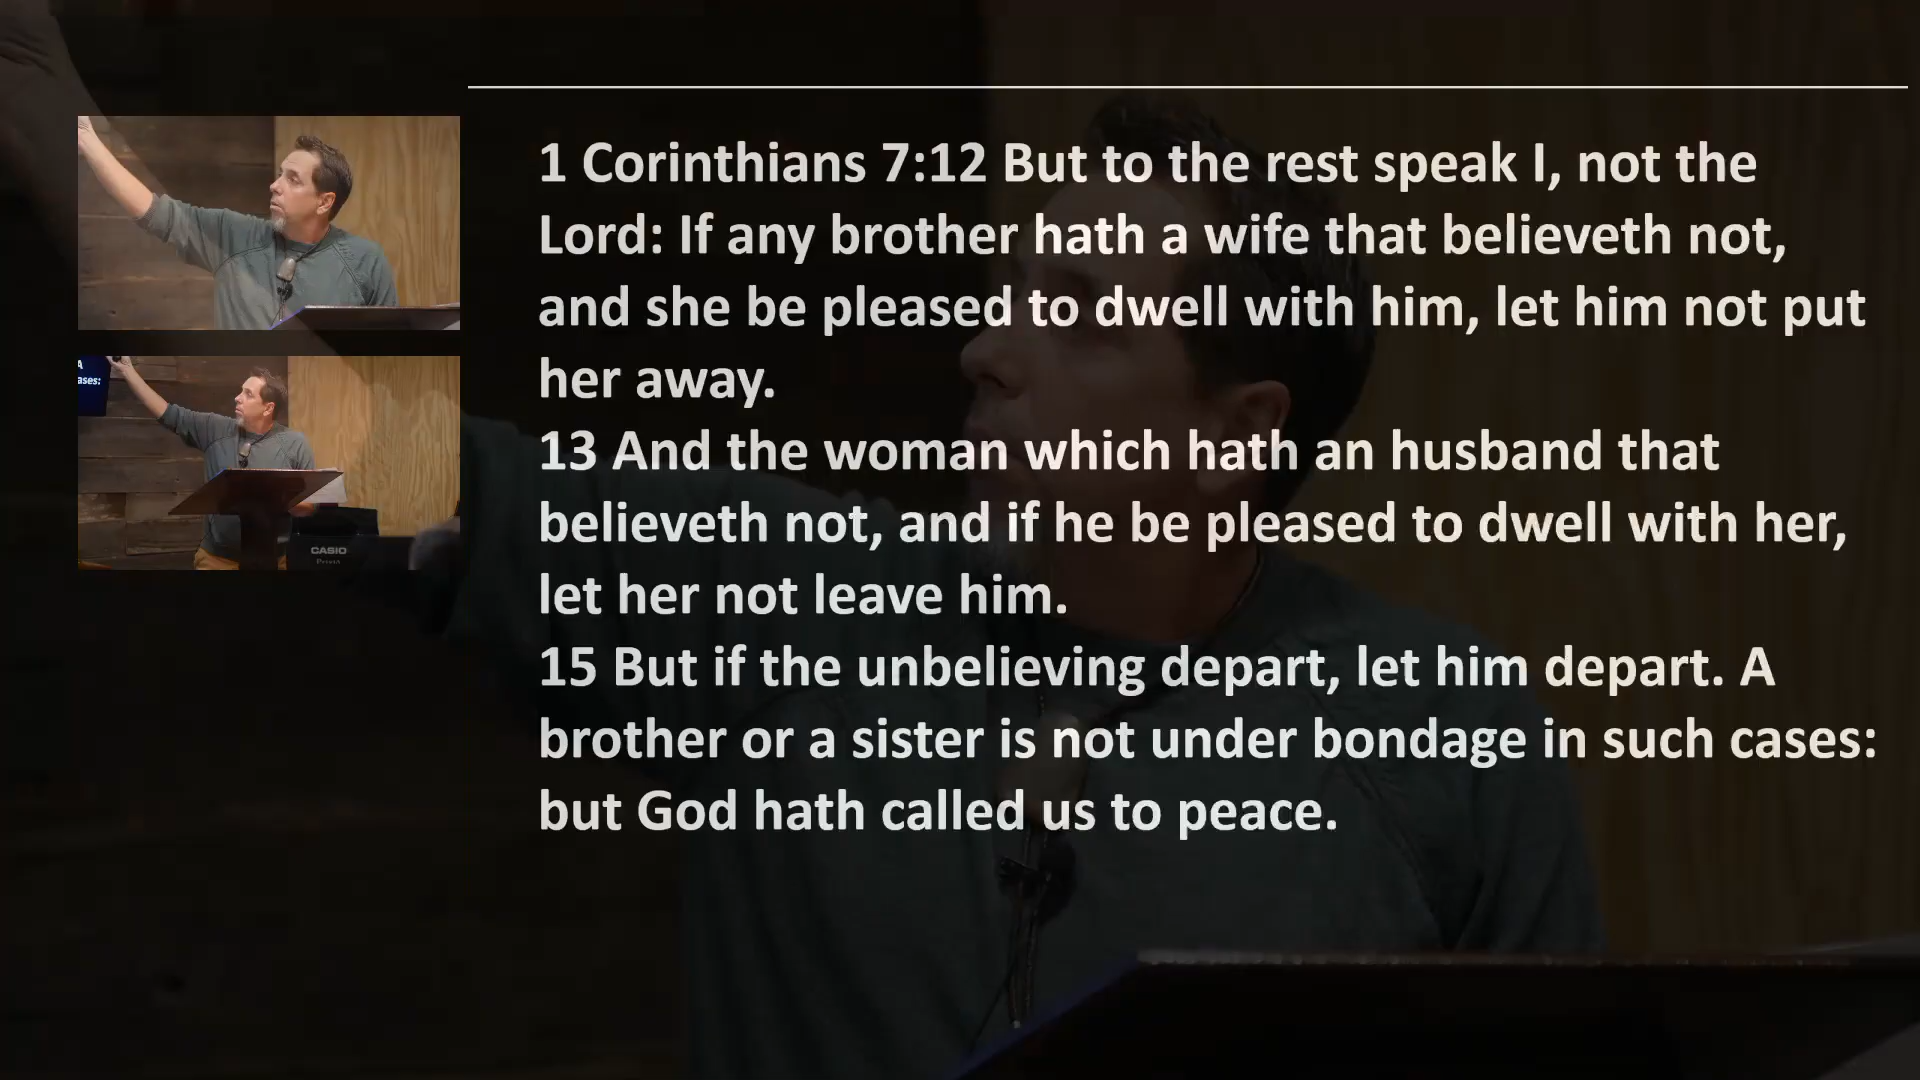 1 Corinthians 7:12 But to the rest speak I, not the
Lord: If any brother hath a wife that believeth not,
and she be pleased to dwell with him, let him not put
her away.
13 And the woman which hath an husband that
believeth not, and if he be pleased to dwell with her,
let her not leave him.
15 But if the unbelieving depart, let him depart. A
brother or a sister is not under bondage in such cases:
but God hath called us to peace.
A
ases:
CASIO